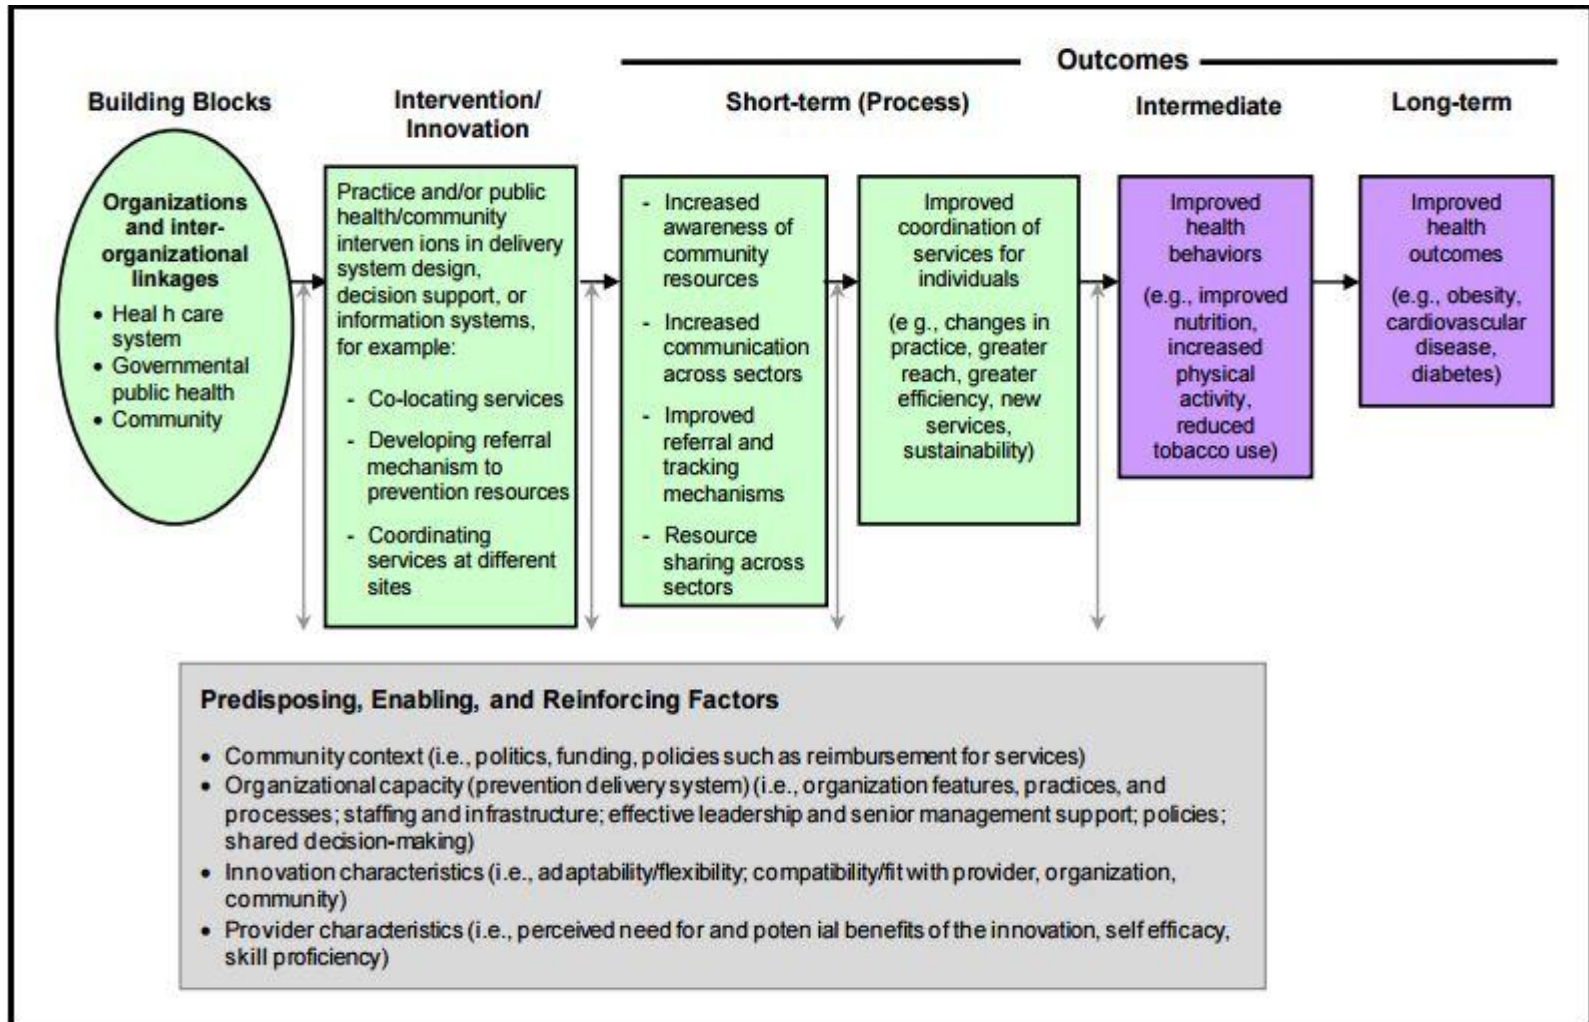 Outcomes
Building Blocks
Intervention/
Innovation
Short-term (Process)
Intermediate
Long-term
Organizations
and inter-
organizational
linkages
• Heal h care
system
• Governmental
public health
• Community
Practice and/or public
health/community
interven ions in delivery
system design,
decision support, or
information systems,
for example:
- Co-locating services
- Developing referral
mechanism to
prevention resources
- Coordinating
services at different
sites
- Increased
awareness of
community
resources
- Increased
communication
across sectors
- Improved
referral and
tracking
mechanisms
- Resource
sharing across
sectors
Improved
coordination of
services for
individuals
(e g., changes in
practice, greater
reach, greater
efficiency, new
services,
sustainability)
Improved
health
behaviors
(e.g., improved
nutrition,
increased
physical
activity,
reduced
tobacco use)
Improved
health
outcomes
(e.g., obesity,
cardiovascular
disease,
diabetes)
Predisposing, Enabling, and Reinforcing Factors
• Community context (i.e., politics, funding, policies such as reimbursement for services)
• Organizational capacity (prevention delivery system) (i.e., organization features, practices, and
processes; staffing and infrastructure; effective leadership and senior management support; policies;
shared decision-making)
• Innovation characteristics (i.e., adaptability/flexibility; compatibility/fit with provider, organization,
community)
• Provider characteristics (i.e., perceived need for and poten ial benefits of the innovation, self efficacy,
skill proficiency)